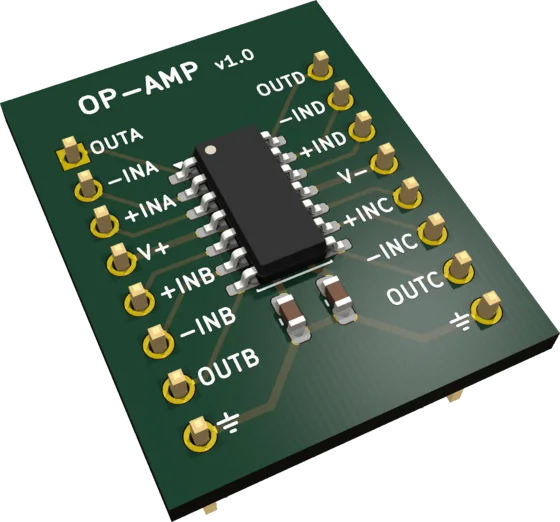 OP-AMP v1.0
OUTA
-INA
+INA
V+
+INB
-INB
OUTB
OUTD
-IND
+IND
V-
+INC
-INC
OUTC